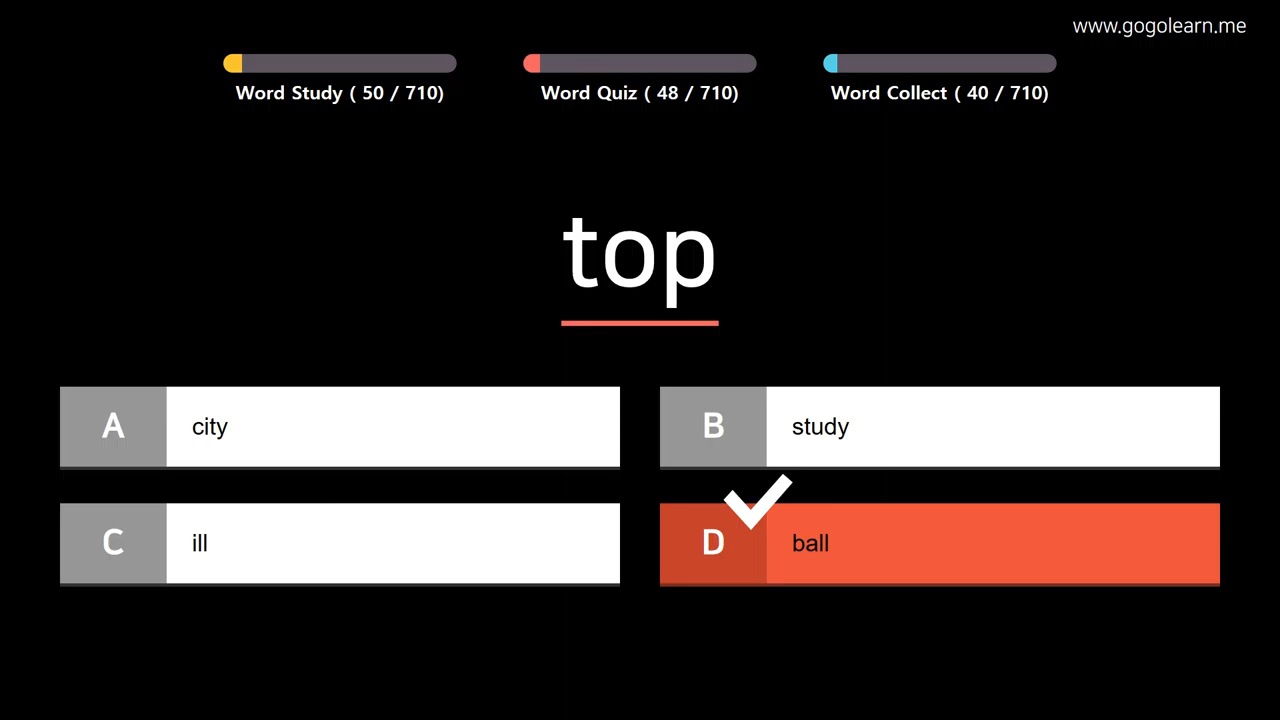 www.gogolearn.me
Word Study ( 50 / 710)
Word Quiz ( 48 / 710)
Word Collect ( 40 / 710)
top
A city
B study
C ill
D ball